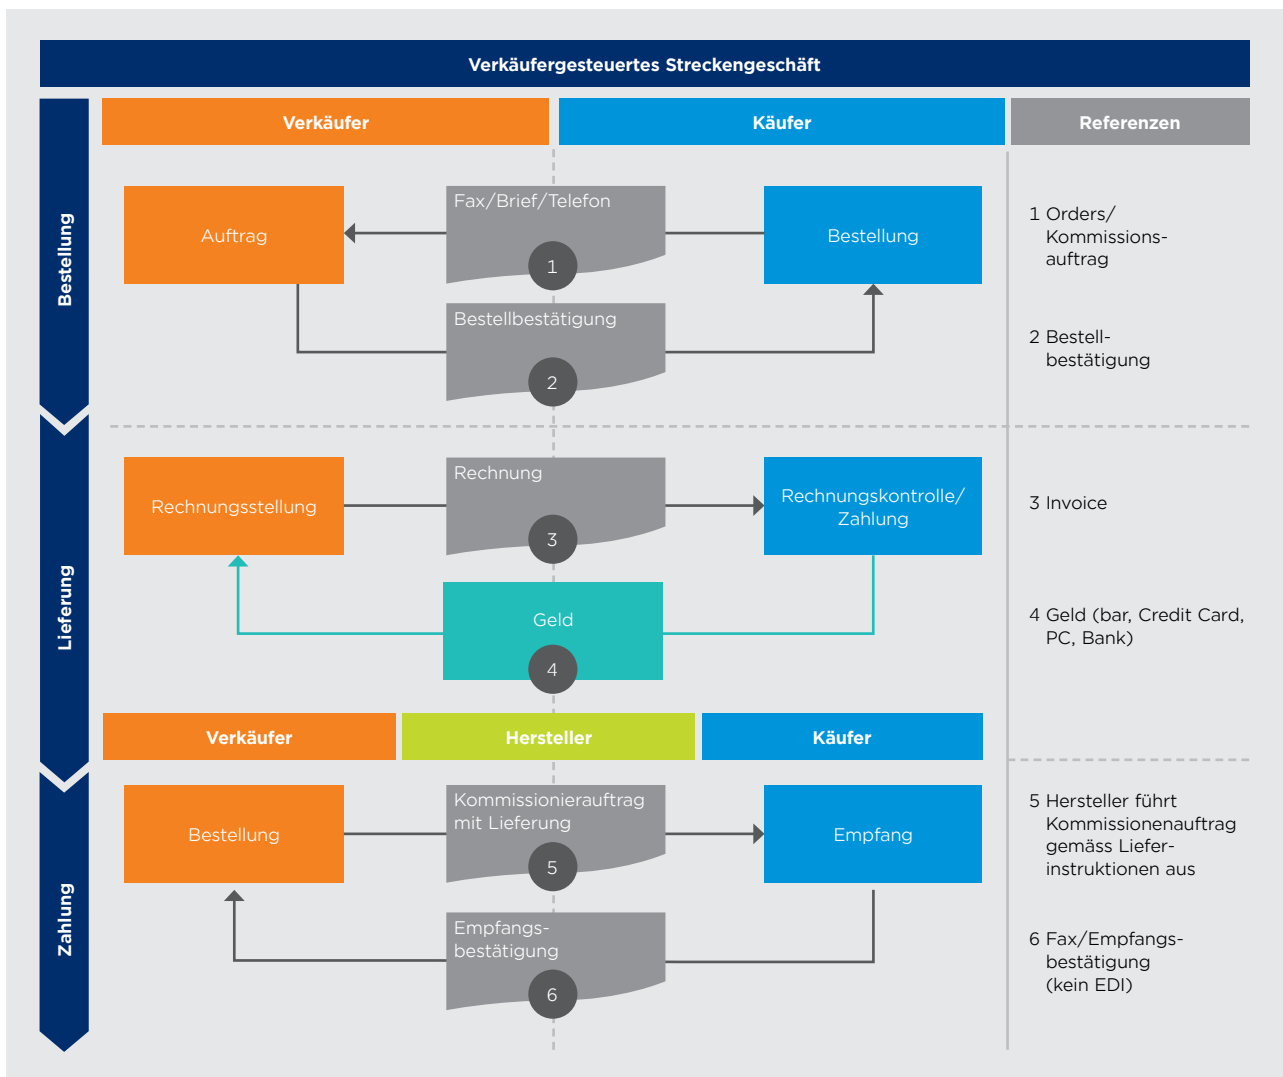 Verkäufergesteuertes Streckengeschäft
Verkäufer
Käufer
Referenzen
Bestellung
Auftrag
Fax/Brief/Telefon
1
Bestellung
1 Orders/
Kommissions-
auftrag
Bestellbestätigung
2
2 Bestell-
bestätigung
Lieferung
Rechnungsstellung
Rechnung
3
Rechnungskontrolle/
Zahlung
3 Invoice
Geld
4
4 Geld (bar, Credit Card,
PC, Bank)
Verkäufer
Hersteller
Käufer
Zahlung
Bestellung
Kommissionierauftrag
mit Lieferung
5
Empfang
5 Hersteller führt
Kommissionenauftrag
gemäss Liefer-
instruktionen aus
Empfangs-
bestätigung
6
6 Fax/Empfangs-
bestätigung
(kein EDI)